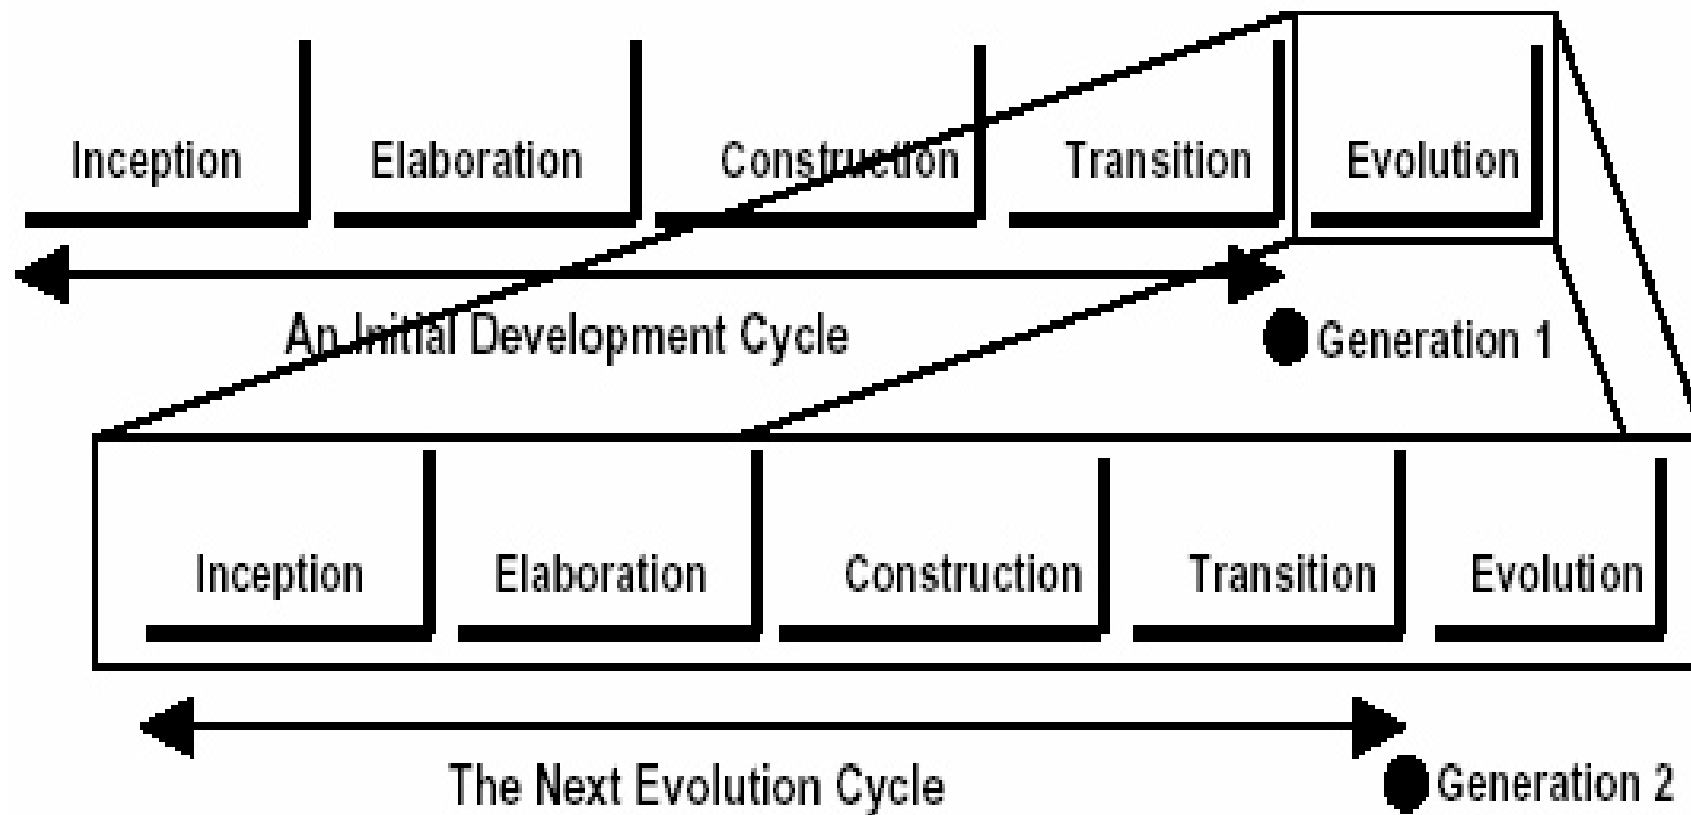 Inception Elaboration Construction Transition Evolution
An Initial Development Cycle
Generation 1
Inception Elaboration Construction Transition Evolution
The Next Evolution Cycle
Generation 2